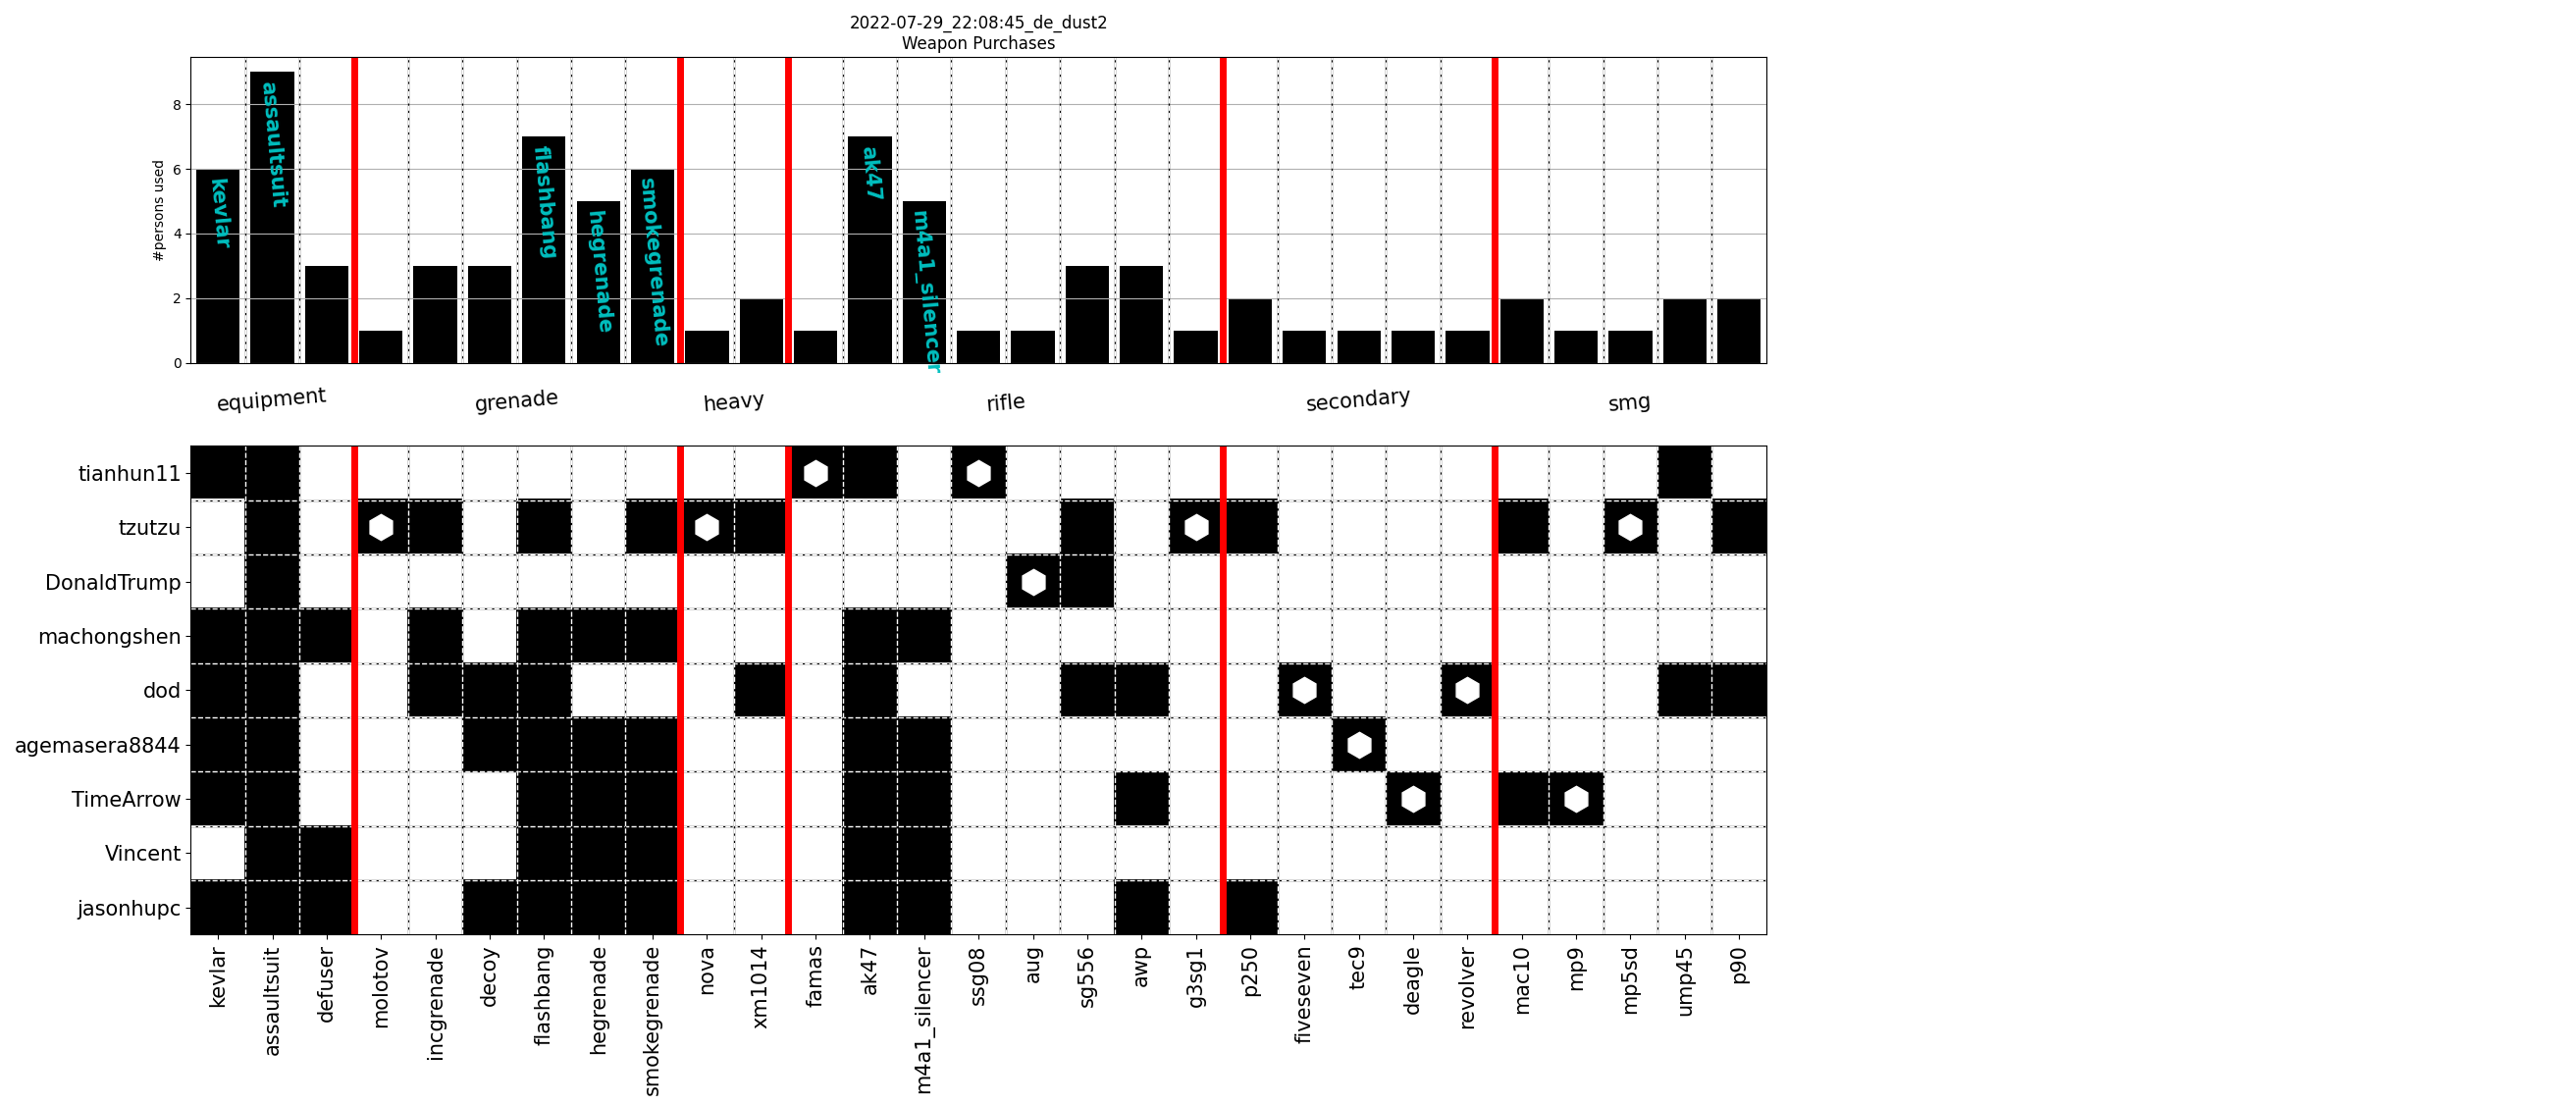 2022-07-29_22:08:45_de_dust2
Weapon Purchases
#persons used
8
6
4
2
0
kevlar
assaultsuit
flashbang
hegrenade
smokegrenade
ak47
m4a1_silencer
equipment
grenade
heavy
rifle
secondary
smg
tianhun11
tzutzu
DonaldTrump
machongshen
dod
agemasera8844
TimeArrow
Vincent
jasonhupc
kevlar
assaultsuit
defuser
molotov
incgrenade
decoy
flashbang
hegrenade
smokegrenade
nova
xm1014
famas
ak47
m4a1_silencer
ssg08
aug
sg556
awp
g3sg1
p250
fiveseven
tec9
deagle
revolver
mac10
mp9
mp5sd
ump45
p90